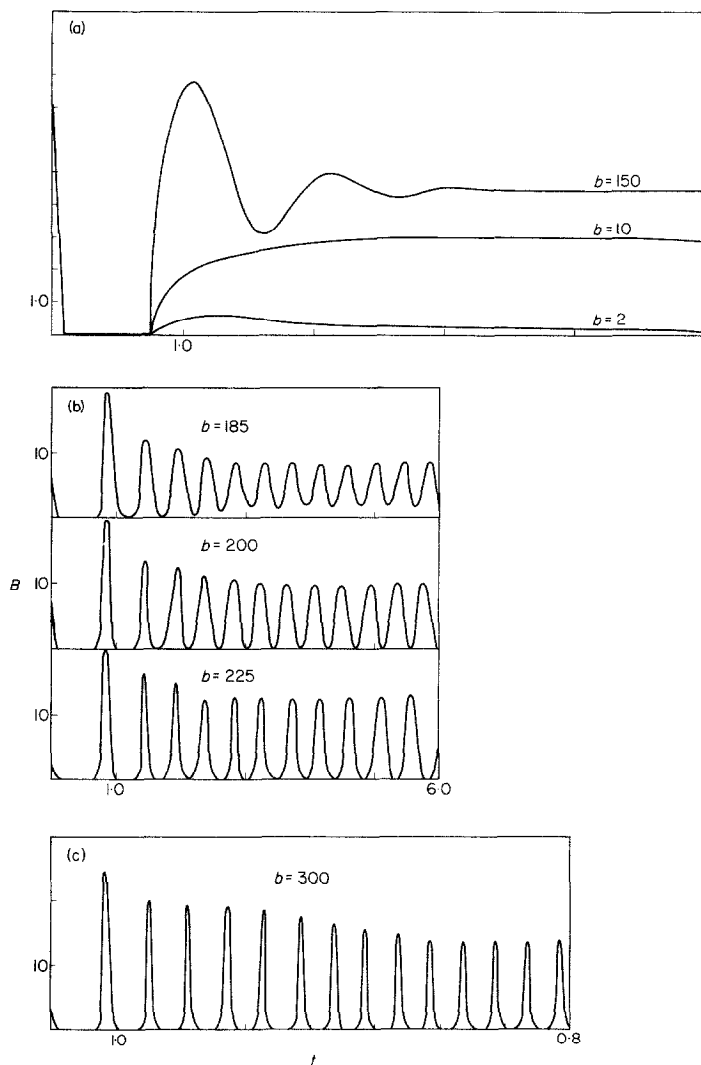 (a)
b = 150
b = 10
b = 2
1·0
1·0
(b)
b = 185
10
b = 200
B
10
b = 225
10
1·0
6·0
(c)
b = 300
10
1·0
0·8
t